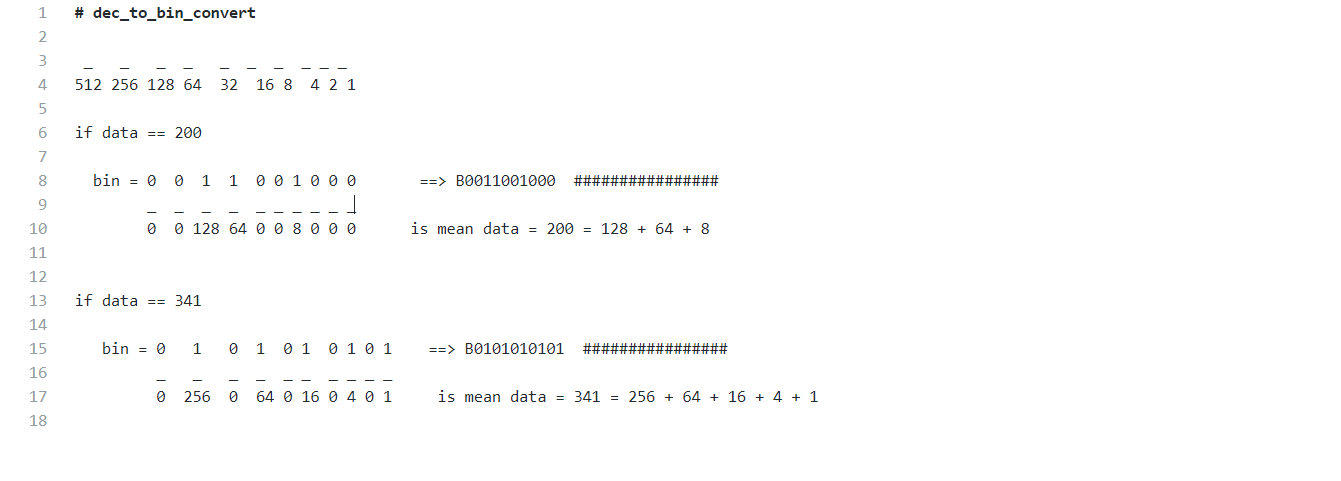 1 # dec_to_bin_convert
2
3 _ _ _ _ _ _ _ _ _ _
4 512 256 128 64 32 16 8 4 2 1
5
6 if data == 200
7
8 bin = 0 0 1 1 0 0 1 0 0 0 ==> B0011001000 ################
9 _ _ _ _ _ _ _ _ _ _
10 0 0 128 64 0 0 8 0 0 0 is mean data = 200 = 128 + 64 + 8
11
12
13 if data == 341
14
15 bin = 0 1 0 1 0 1 0 1 0 1 ==> B0101010101 ################
16 _ _ _ _ _ _ _ _ _ _
17 0 256 0 64 0 16 0 4 0 1 is mean data = 341 = 256 + 64 + 16 + 4 + 1
18